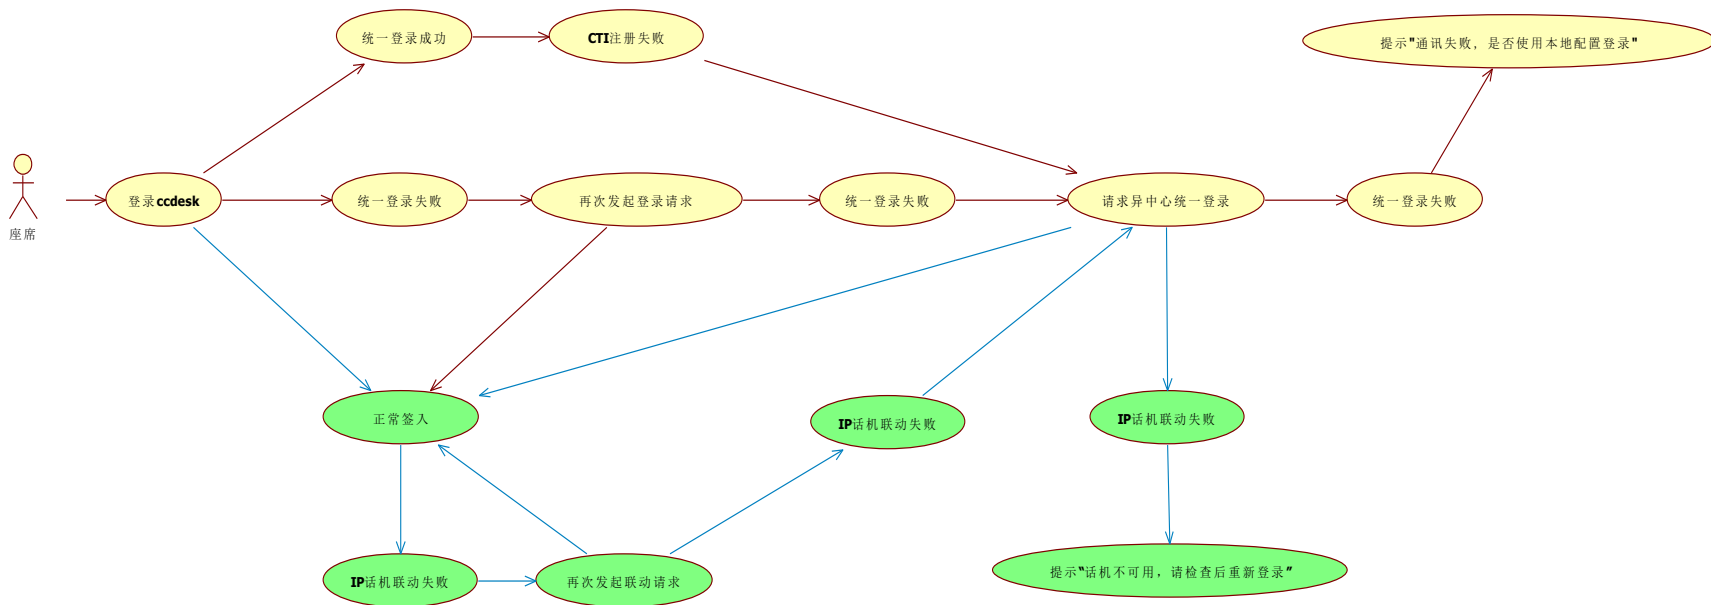 统一登录成功
CTI注册失败
提示"通讯失败，是否使用本地配置登录"
座席
登录ccdesk
统一登录失败
再次发起登录请求
统一登录失败
请求异中心统一登录
统一登录失败
正常签入
IP话机联动失败
IP话机联动失败
IP话机联动失败
再次发起联动请求
提示“话机不可用，请检查后重新登录”